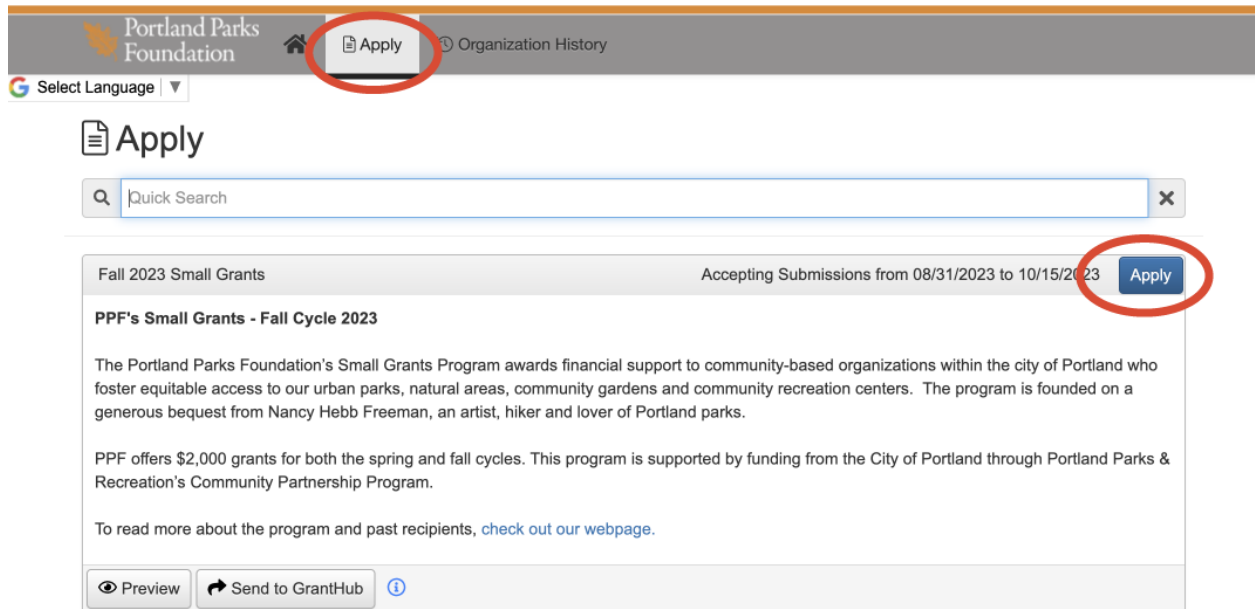 Portland Parks
Foundation
Apply
Organization History
Select Language
Apply
Quick Search
Fall 2023 Small Grants
Accepting Submissions from 08/31/2023 to 10/15/2023
Apply
PPF's Small Grants - Fall Cycle 2023
The Portland Parks Foundation’s Small Grants Program awards financial support to community-based organizations within the city of Portland who
foster equitable access to our urban parks, natural areas, community gardens and community recreation centers.  The program is founded on a
generous bequest from Nancy Hebb Freeman, an artist, hiker and lover of Portland parks.
PPF offers $2,000 grants for both the spring and fall cycles. This program is supported by funding from the City of Portland through Portland Parks &
Recreation’s Community Partnership Program.
To read more about the program and past recipients, check out our webpage.
Preview
Send to GrantHub